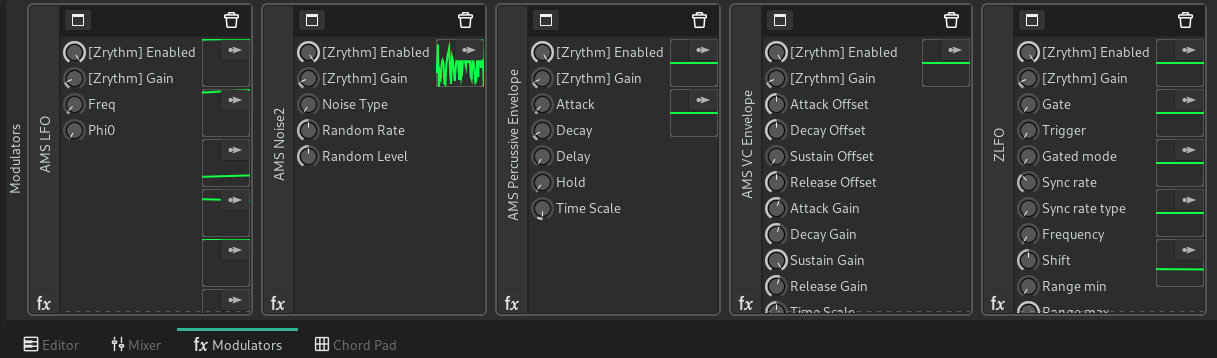 Modulators
AMS LFO
[Zrythm] Enabled
[Zrythm] Gain
Freq
Phi0
fx
AMS Noise2
[Zrythm] Enabled
[Zrythm] Gain
Noise Type
Random Rate
Random Level
fx
AMS Percussive Envelope
[Zrythm] Enabled
[Zrythm] Gain
Attack
Decay
Delay
Hold
Time Scale
fx
AMS VC Envelope
[Zrythm] Enabled
[Zrythm] Gain
Attack Offset
Decay Offset
Sustain Offset
Release Offset
Attack Gain
Decay Gain
Sustain Gain
Release Gain
Time Scale
fx
ZLFO
[Zrythm] Enabled
[Zrythm] Gain
Gate
Trigger
Gated mode
Sync rate
Sync rate type
Frequency
Shift
Range min
Range max
fx
Editor
Mixer
fx Modulators
Chord Pad